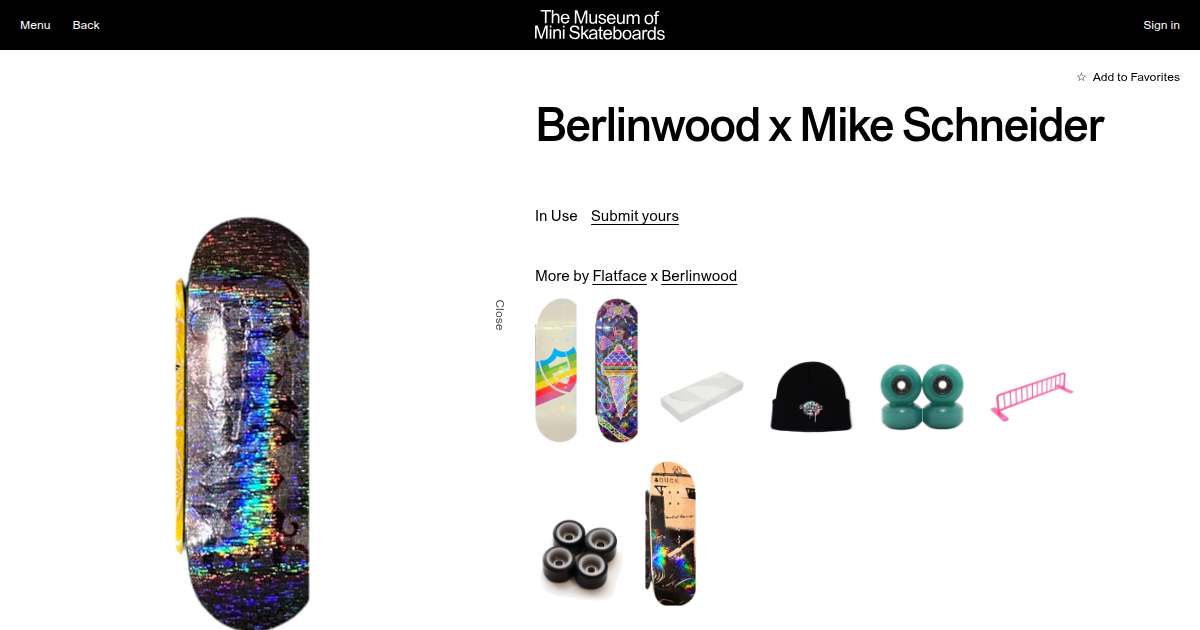 Menu
Back
The Museum of
Mini Skateboards
Sign in
☆ Add to Favorites
Berlinwood x Mike Schneider
In Use Submit yours
More by Flatface x Berlinwood
Close